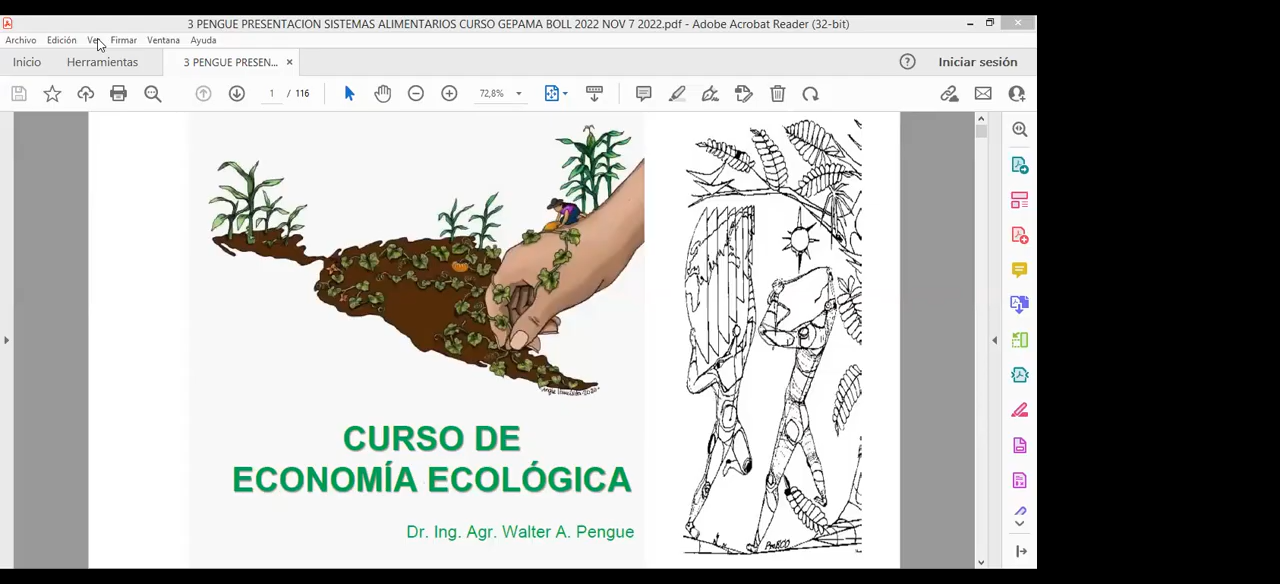 3 PENGUE PRESENTACION SISTEMAS ALIMENTARIOS CURSO GEPAMA BOLL 2022 NOV 7 2022.pdf - Adobe Acrobat Reader (32-bit)
Archivo Edición Ver Firmar Ventana Ayuda
Inicio Herramientas 3 PENGUE PRESEN... Iniciar sesión
1 / 116 72,8%
CURSO DE
ECONOMÍA ECOLÓGICA
Dr. Ing. Agr. Walter A. Pengue